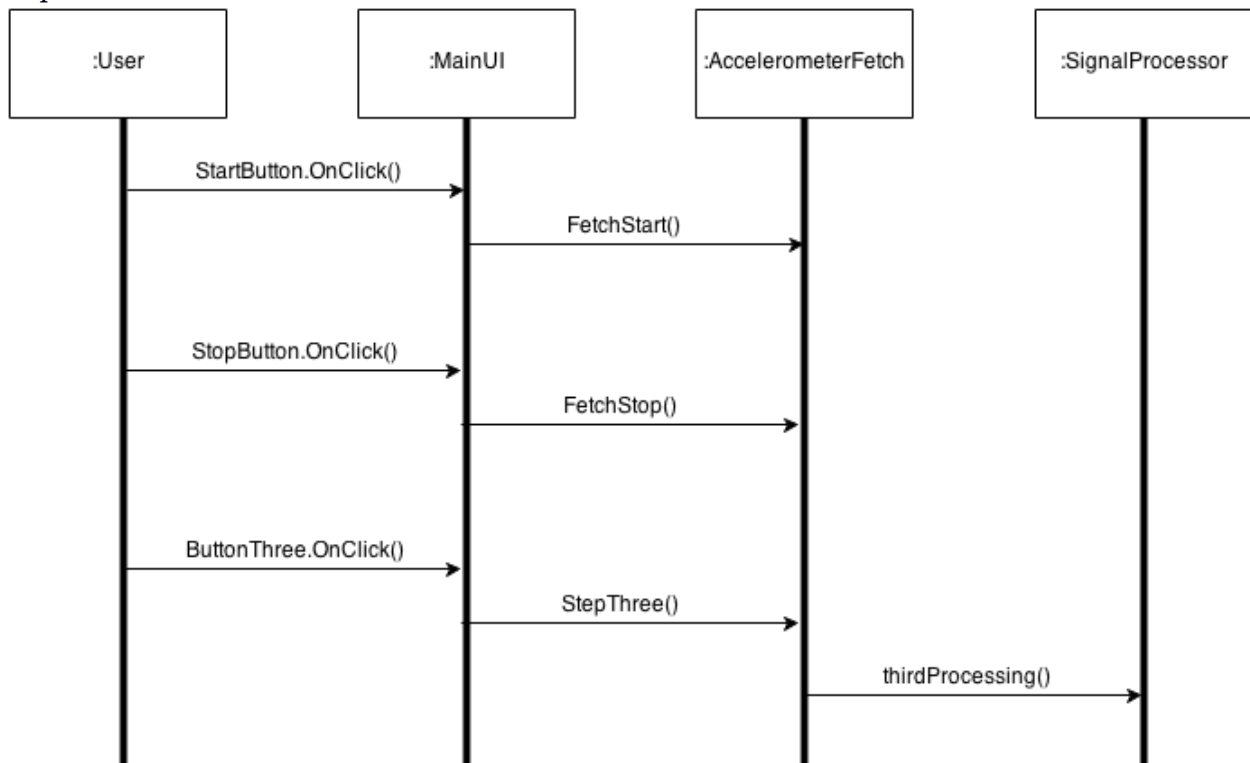 :User
:MainUI
:AccelerometerFetch
:SignalProcessor
StartButton.OnClick()
FetchStart()
StopButton.OnClick()
FetchStop()
ButtonThree.OnClick()
StepThree()
thirdProcessing()